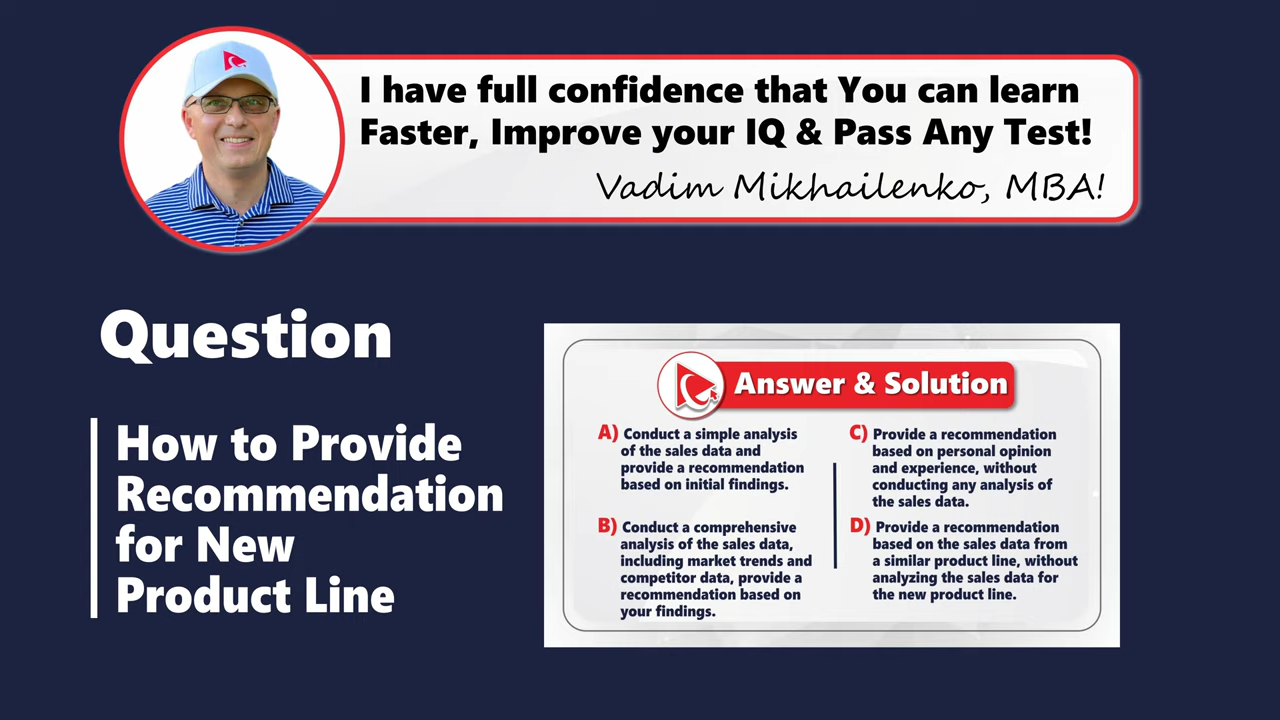 I have full confidence that You can learn
Faster, Improve your IQ & Pass Any Test!
Vadim Mikhailenko, MBA!
Question
How to Provide
Recommendation
for New
Product Line
Answer & Solution
A) Conduct a simple analysis
of the sales data and
provide a recommendation
based on initial findings.
B) Conduct a comprehensive
analysis of the sales data,
including market trends and
competitor data, provide a
recommendation based on
your findings.
C) Provide a recommendation
based on personal opinion
and experience, without
conducting any analysis of
the sales data.
D) Provide a recommendation
based on the sales data from
a similar product line, without
analyzing the sales data for
the new product line.